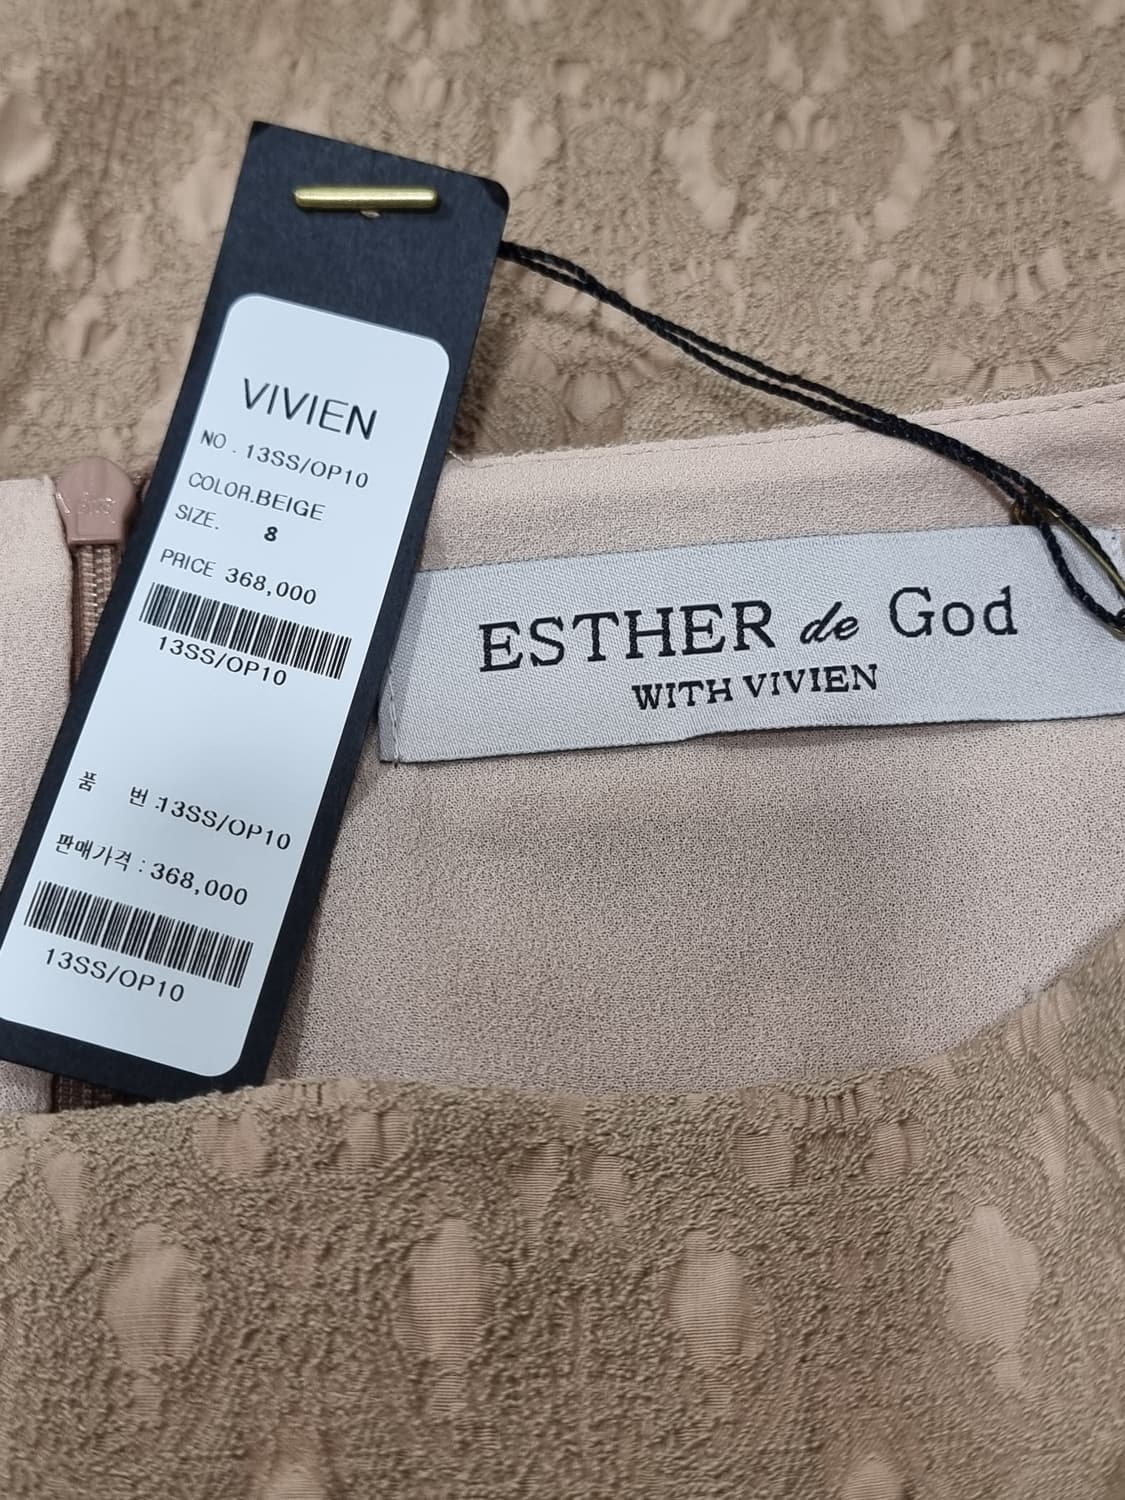 VIVIEN
NO . 13SS/OP10
COLOR.BEIGE
SIZE. 8
PRICE 368,000
13SS/OP10
품 번 :13SS/OP10
판매가격 : 368,000
13SS/OP10
ESTHER de God
WITH VIVIEN